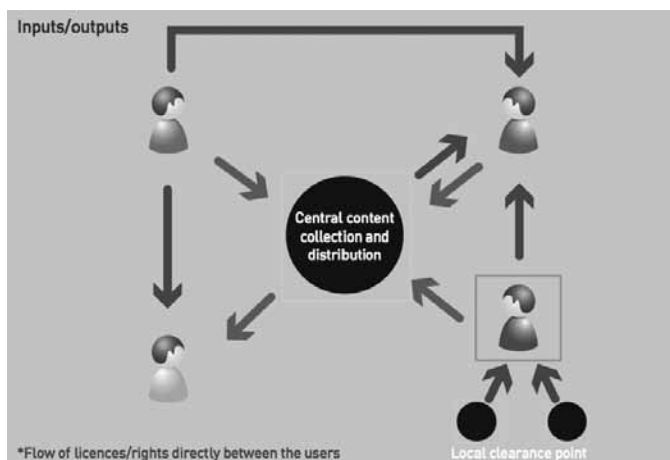 Inputs/outputs
Central content
collection and
distribution
*Flow of licences/rights directly between the users
Local clearance point